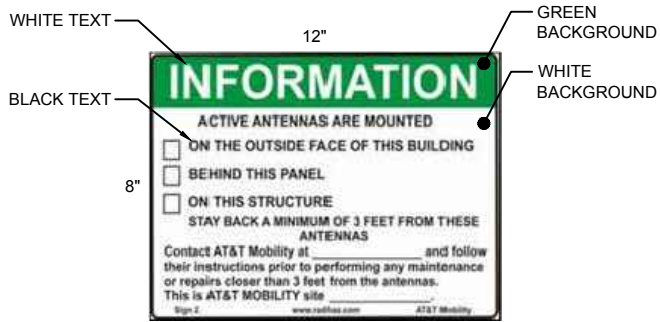 WHITE TEXT
12"
GREEN
BACKGROUND
INFORMATION
WHITE
BACKGROUND
BLACK TEXT
ACTIVE ANTENNAS ARE MOUNTED
ON THE OUTSIDE FACE OF THIS BUILDING
BEHIND THIS PANEL
8"
ON THIS STRUCTURE
STAY BACK A MINIMUM OF 3 FEET FROM THESE
ANTENNAS
Contact AT&T Mobility at ____________ and follow
their instructions prior to performing any maintenance
or repairs closer than 3 feet from the antennas.
This is AT&T MOBILITY site ____________.
Sign 2 www.radhaz.com AT&T Mobility